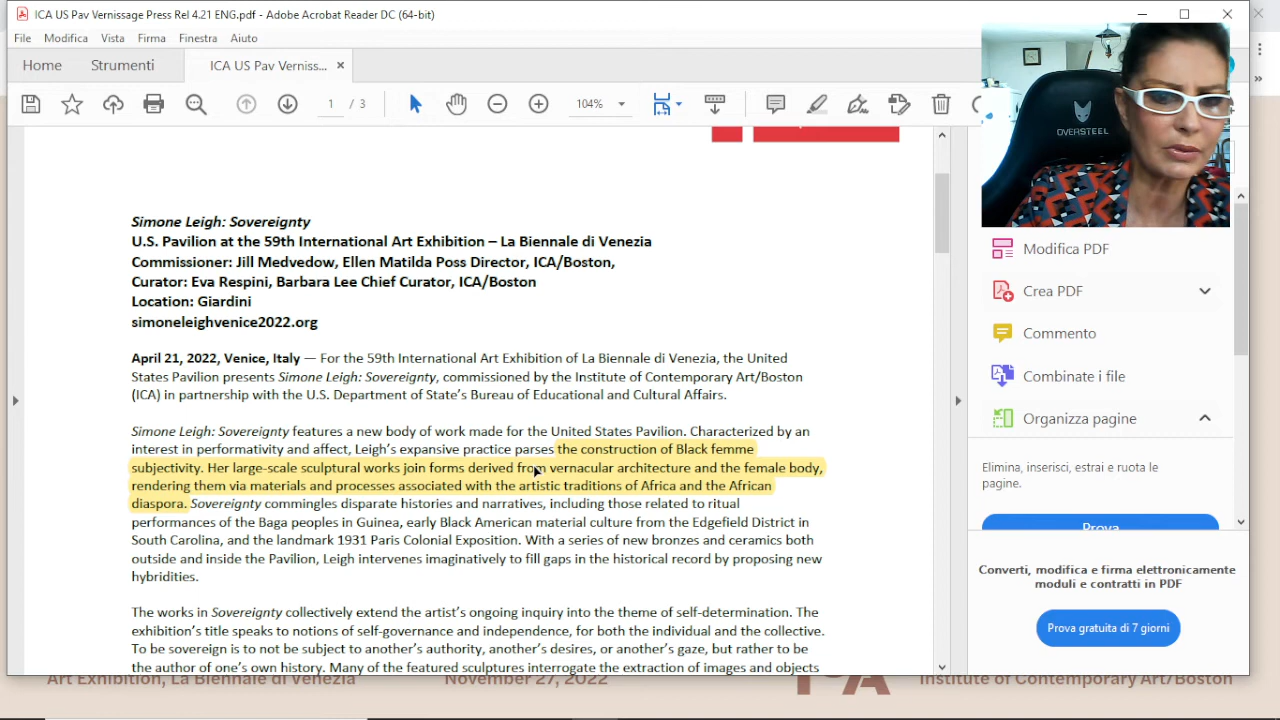 ICA US Pav Vernissage Press Rel 4.21 ENG.pdf - Adobe Acrobat Reader DC (64-bit)
File Modifica Vista Firma Finestra Aiuto
Home Strumenti ICA US Pav Verniss... ×
1 / 3 104%
OVERSTEEL
Simone Leigh: Sovereignty
U.S. Pavilion at the 59th International Art Exhibition – La Biennale di Venezia
Commissioner: Jill Medvedow, Ellen Matilda Poss Director, ICA/Boston,
Curator: Eva Respini, Barbara Lee Chief Curator, ICA/Boston
Location: Giardini
simoneleighvenice2022.org
April 21, 2022, Venice, Italy — For the 59th International Art Exhibition of La Biennale di Venezia, the United
States Pavilion presents Simone Leigh: Sovereignty, commissioned by the Institute of Contemporary Art/Boston
(ICA) in partnership with the U.S. Department of State's Bureau of Educational and Cultural Affairs.
Simone Leigh: Sovereignty features a new body of work made for the United States Pavilion. Characterized by an
interest in performativity and affect, Leigh's expansive practice parses the construction of Black femme
subjectivity. Her large-scale sculptural works join forms derived from vernacular architecture and the female body,
rendering them via materials and processes associated with the artistic traditions of Africa and the African
diaspora. Sovereignty commingles disparate histories and narratives, including those related to ritual
performances of the Baga peoples in Guinea, early Black American material culture from the Edgefield District in
South Carolina, and the landmark 1931 Paris Colonial Exposition. With a series of new bronzes and ceramics both
outside and inside the Pavilion, Leigh intervenes imaginatively to fill gaps in the historical record by proposing new
hybridities.
The works in Sovereignty collectively extend the artist's ongoing inquiry into the theme of self-determination. The
exhibition's title speaks to notions of self-governance and independence, for both the individual and the collective.
To be sovereign is to not be subject to another's authority, another's desires, or another's gaze, but rather to be
the author of one's own history. Many of the featured sculptures interrogate the extraction of images and objects
Modifica PDF
Crea PDF
Commento
Combinate i file
Organizza pagine
Elimina, inserisci, estrai e ruota le
pagine.
Prova
Converti, modifica e firma elettronicamente
moduli e contratti in PDF
Prova gratuita di 7 giorni
Art Exhibition, La Biennale di Venezia November 27, 2022 ICA Institute of Contemporary Art/Boston